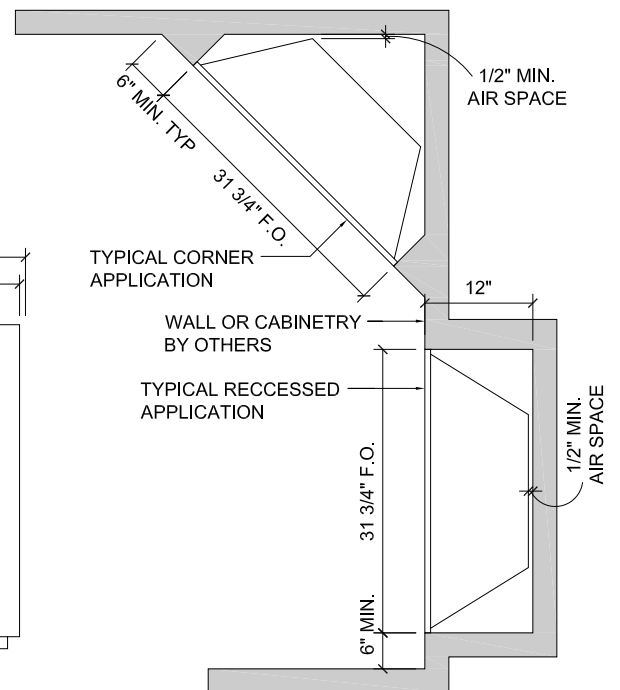 1/2" MIN.
AIR SPACE
6" MIN. TYP
31 3/4" F.O.
TYPICAL CORNER
APPLICATION
12"
WALL OR CABINETRY
BY OTHERS
TYPICAL RECCESSED
APPLICATION
1/2" MIN.
AIR SPACE
31 3/4" F.O.
6" MIN.